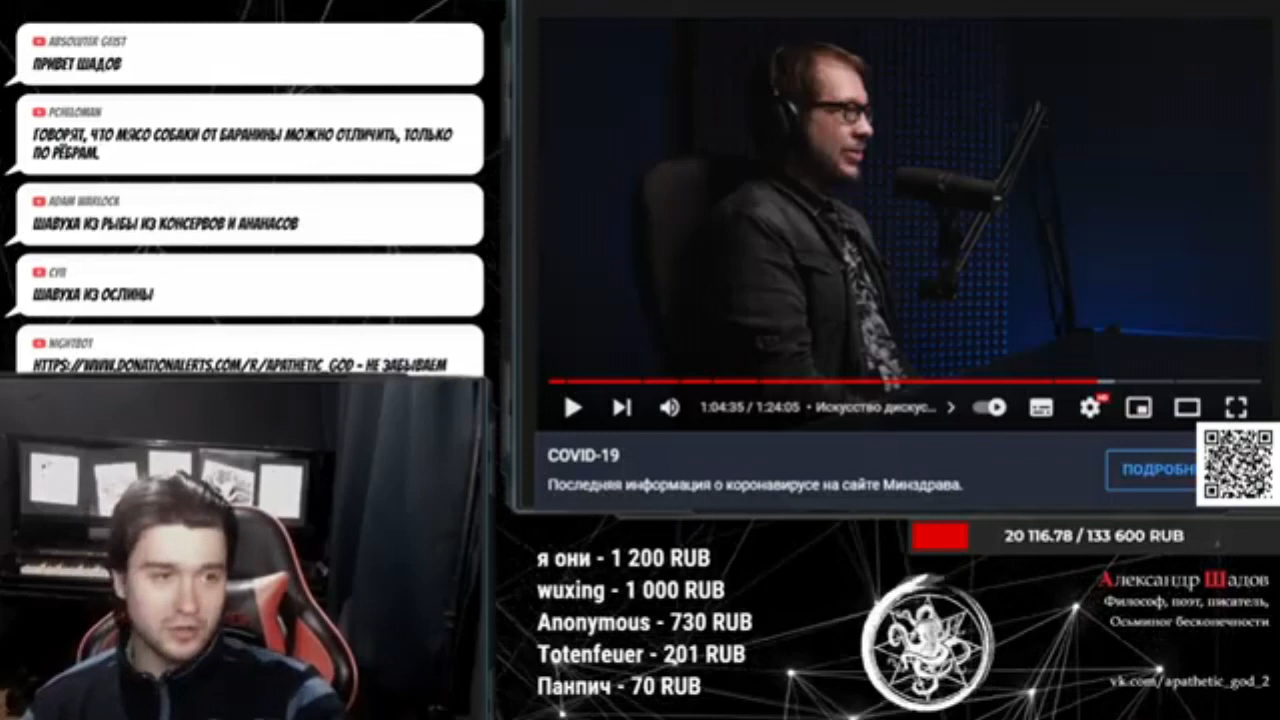 ABSOLUTER GEIST
ПРИВЕТ ШАДОВ
PCHELOMAN
ГОВОРЯТ, ЧТО МЯСО СОБАКИ ОТ БАРАНИНЫ МОЖНО ОТЛИЧИТЬ, ТОЛЬКО
ПО РЁБРАМ.
ADAM WARLOCK
ШАВУХА ИЗ РЫБЫ ИЗ КОНСЕРВОВ И АНАНАСОВ
СУП
ШАВУХА ИЗ ОСЛИНЫ
NIGHTBOT
HTTPS://WWW.DONATIONALERTS.COM/R/APATHETIC_GOD - НЕ ЗАБЫВАЕМ
1:04:35 / 1:24:05 • Искусство дискус...
COVID-19
Последняя информация о коронавирусе на сайте Минздрава.
ПОДРОБН
20 116.78 / 133 600 RUB
я они - 1 200 RUB
wuxing - 1 000 RUB
Anonymous - 730 RUB
Totenfeuer - 201 RUB
Панпич - 70 RUB
Александр Шадов
Философ, поэт, писатель,
Осьминог бесконечности
vk.com/apathetic_god_2